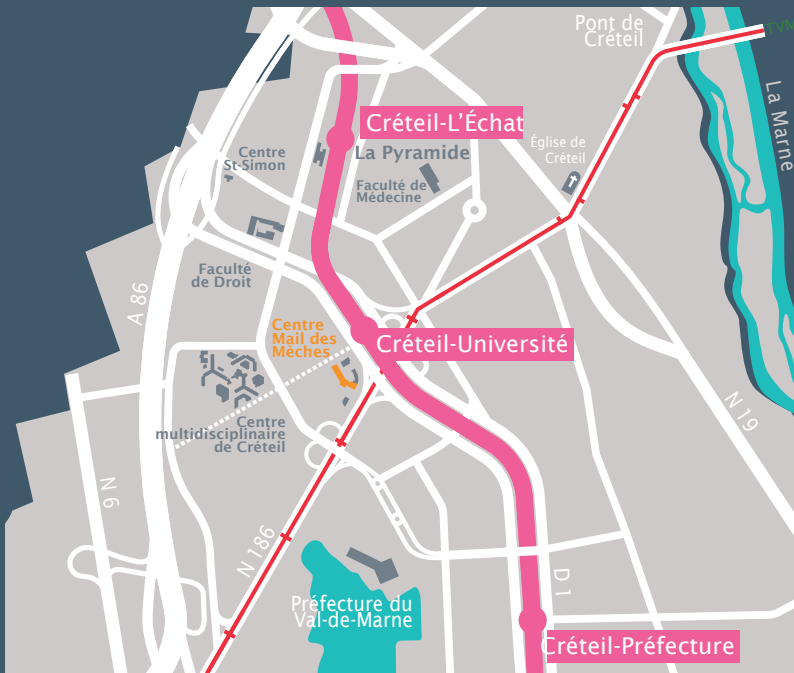 Pont de
Créteil
TVM
La Marne
Créteil-L'Échat
Église de
Créteil
Centre
St-Simon
La Pyramide
Faculté de
Médecine
Faculté
de Droit
A 86
Centre
Mail des
Mèches
Créteil-Université
N 19
Centre
multidisciplinaire
de Créteil
N 6
N 186
D 1
Préfecture du
Val-de-Marne
Créteil-Préfecture